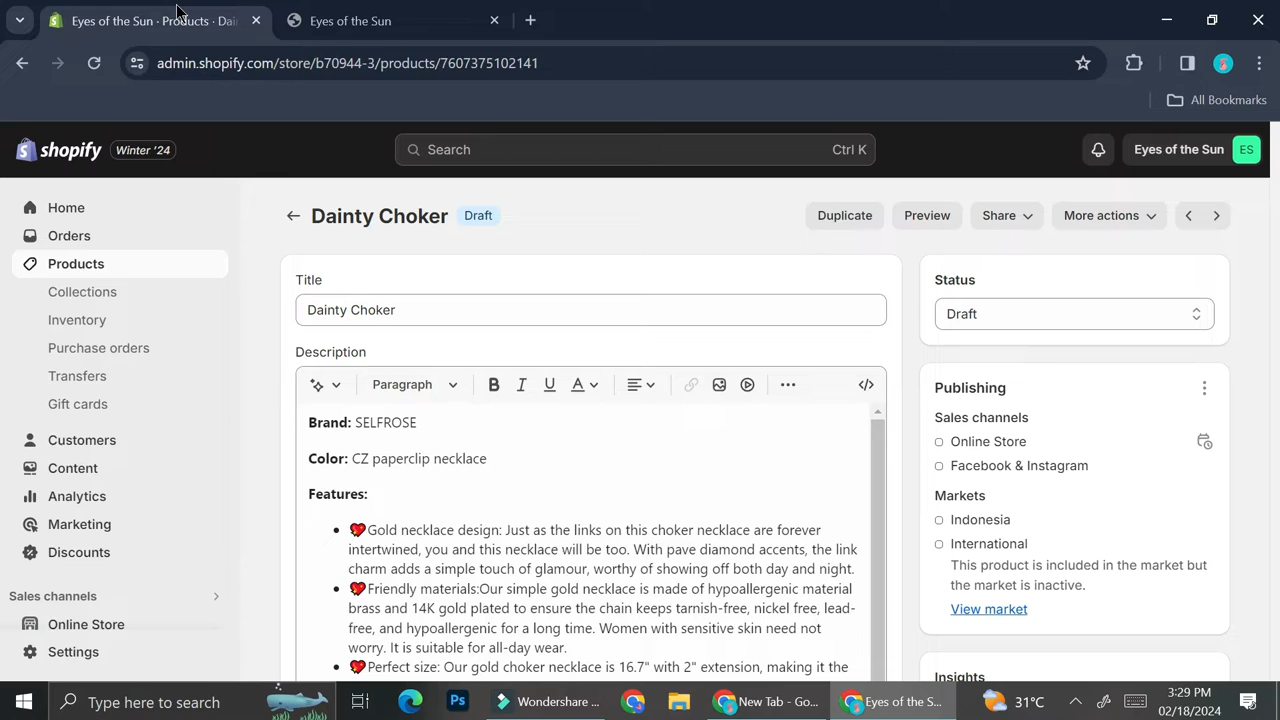 Eyes of the Sun · Products · Dai
Eyes of the Sun
admin.shopify.com/store/b70944-3/products/7607375102141
All Bookmarks
shopify
Winter '24
Search
Ctrl K
Eyes of the Sun
ES
Home
Orders
Products
Collections
Inventory
Purchase orders
Transfers
Gift cards
Customers
Content
Analytics
Marketing
Discounts
Sales channels
Online Store
Settings
Dainty Choker
Draft
Duplicate
Preview
Share
More actions
Title
Dainty Choker
Description
Paragraph
B
I
U
A
Brand: SELFROSE
Color: CZ paperclip necklace
Features:
Gold necklace design: Just as the links on this choker necklace are forever
intertwined, you and this necklace will be too. With pave diamond accents, the link
charm adds a simple touch of glamour, worthy of showing off both day and night.
Friendly materials:Our simple gold necklace is made of hypoallergenic material
brass and 14K gold plated to ensure the chain keeps tarnish-free, nickel free, lead-
free, and hypoallergenic for a long time. Women with sensitive skin need not
worry. It is suitable for all-day wear.
Perfect size: Our gold choker necklace is 16.7" with 2" extension, making it the
Status
Draft
Publishing
Sales channels
Online Store
Facebook & Instagram
Markets
Indonesia
International
This product is included in the market but
the market is inactive.
View market
Insights
Type here to search
Ps
Wondershare ...
New Tab - Go...
Eyes of the S...
31°C
3:29 PM
02/18/2024